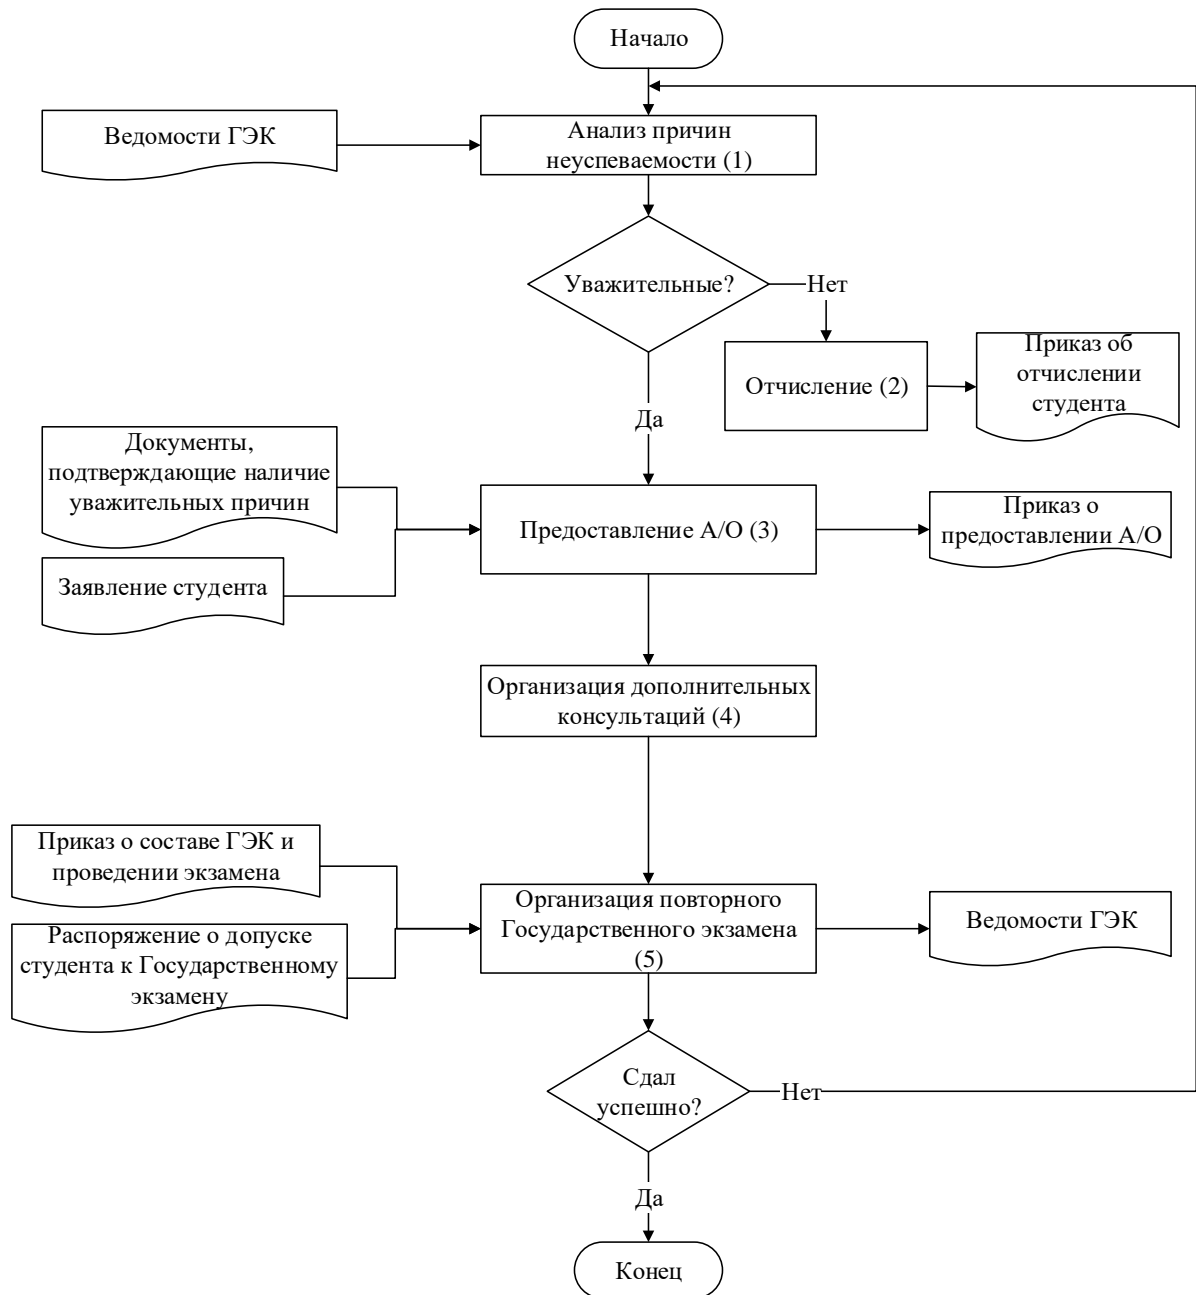 Начало
Ведомости ГЭК
Анализ причин
неуспеваемости (1)
Уважительные?
Нет
Отчисление (2)
Приказ об
отчислении
студента
Да
Документы,
подтверждающие наличие
уважительных причин
Заявление студента
Предоставление А/О (3)
Приказ о
предоставлении А/О
Организация дополнительных
консультаций (4)
Приказ о составе ГЭК и
проведении экзамена
Распоряжение о допуске
студента к Государственному
экзамену
Организация повторного
Государственного экзамена
(5)
Ведомости ГЭК
Сдал
успешно?
Нет
Да
Конец